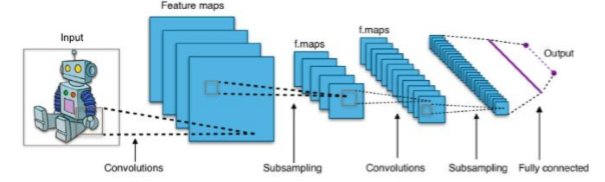 Input
Feature maps
f.maps
f.maps
Output
Convolutions
Subsampling
Convolutions
Subsampling
Fully connected